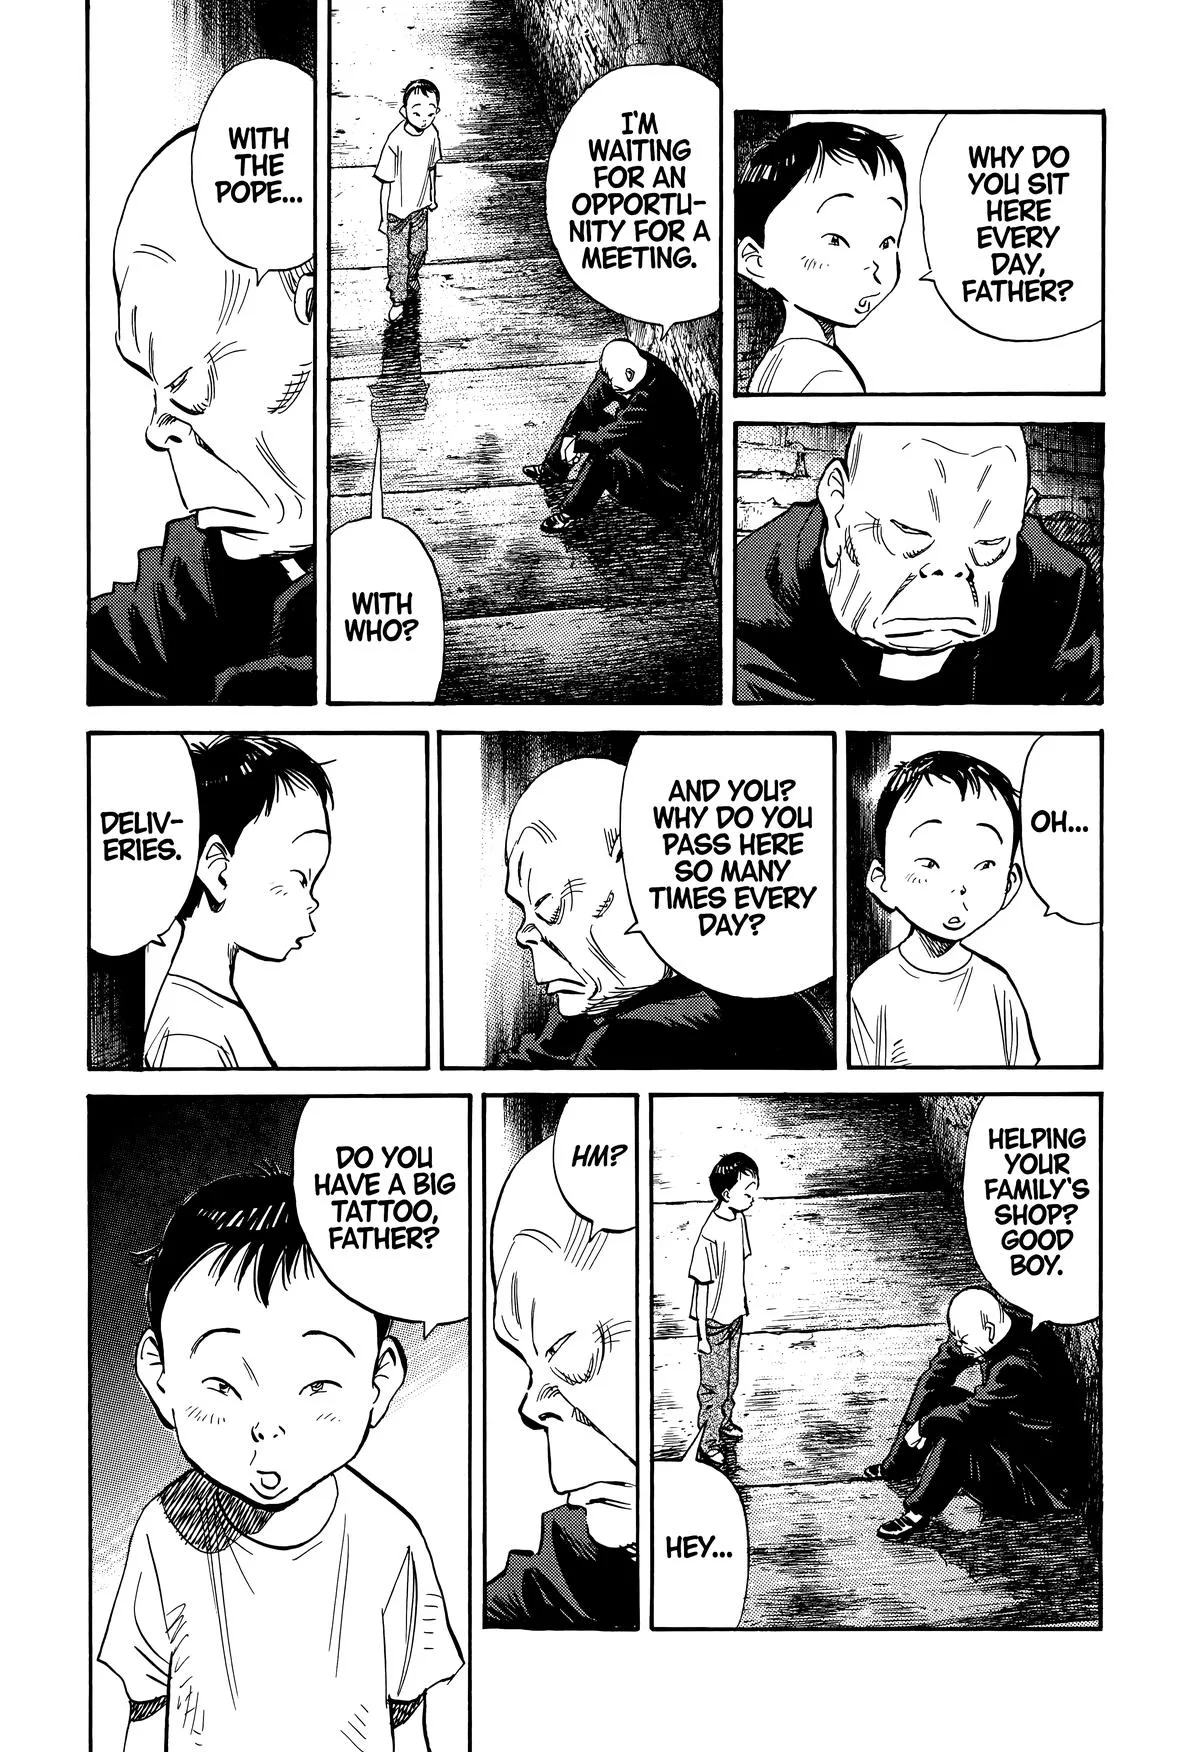 WHY DO
YOU SIT
HERE
EVERY
DAY,
FATHER?
I'M
WAITING
FOR AN
OPPORTU-
NITY FOR A
MEETING.
WITH
WHO?
WITH
THE
POPE...
OH...
AND YOU?
WHY DO YOU
PASS HERE
SO MANY
TIMES EVERY
DAY?
DELIV-
ERIES.
HELPING
YOUR
FAMILY'S
SHOP?
GOOD
BOY.
HEY...
HM?
DO YOU
HAVE A BIG
TATTOO,
FATHER?